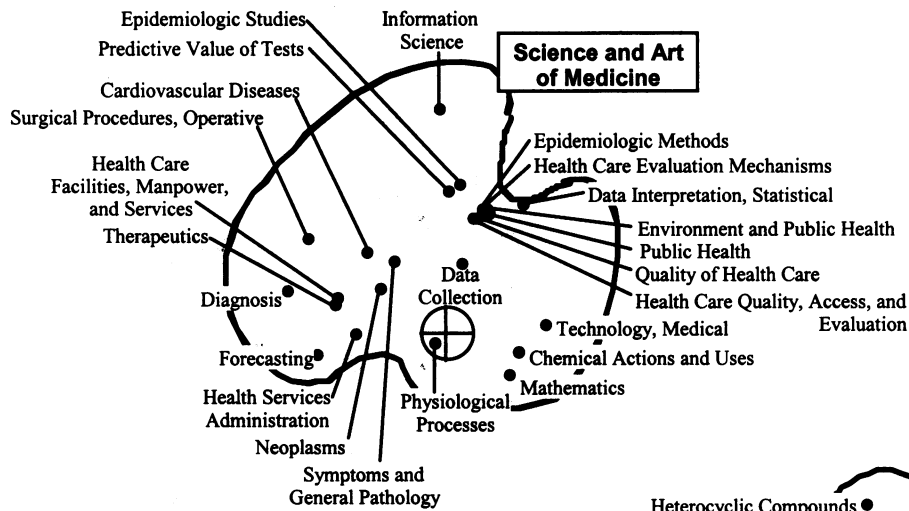 Epidemiologic Studies
Predictive Value of Tests
Information
Science
Science and Art
of Medicine
Cardiovascular Diseases
Surgical Procedures, Operative
Health Care
Facilities, Manpower,
and Services
Therapeutics
Epidemiologic Methods
Health Care Evaluation Mechanisms
Data Interpretation, Statistical
Environment and Public Health
Public Health
Quality of Health Care
Health Care Quality, Access, and
Evaluation
Data
Collection
Diagnosis
Technology, Medical
Forecasting
Chemical Actions and Uses
Mathematics
Health Services
Administration
Physiological
Processes
Neoplasms
Symptoms and
General Pathology
Heterocyclic Compounds